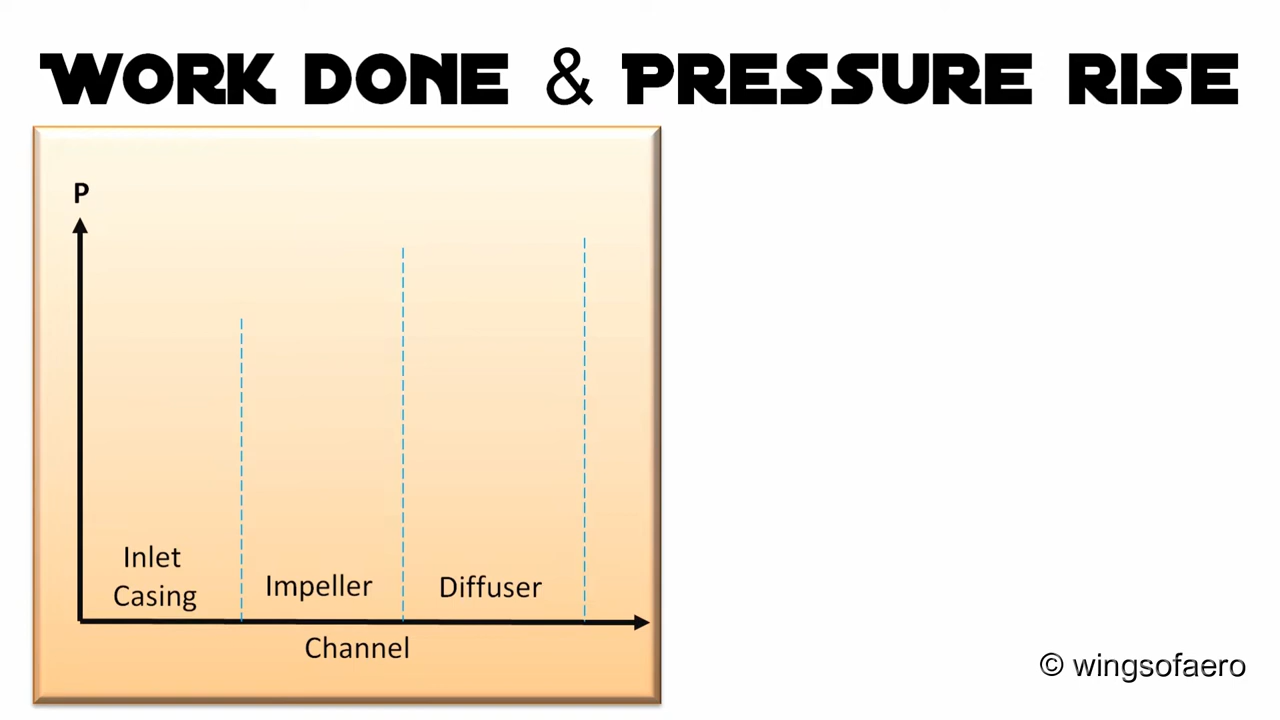 WORK DONE & PRESSURE RISE
P
Inlet
Casing
Impeller
Diffuser
Channel
© wingsofaero